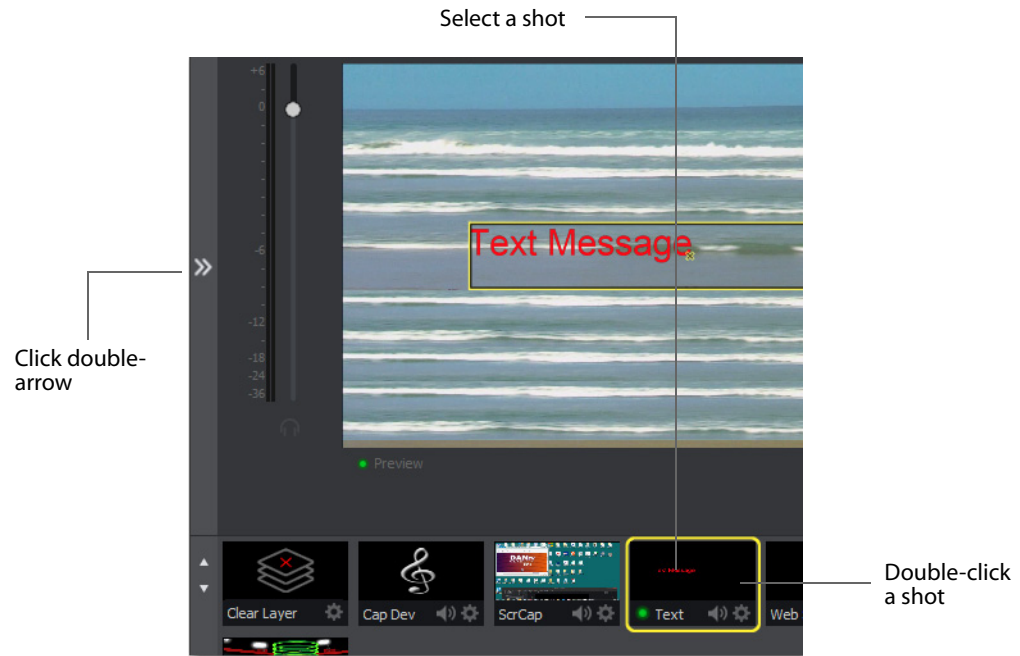 Select a shot
+6
0
-6
-12
-18
-24
-36
Text Message
Click double-
arrow
Preview
Double-click
a shot
Clear Layer
Cap Dev
ScrCap
Text
Web